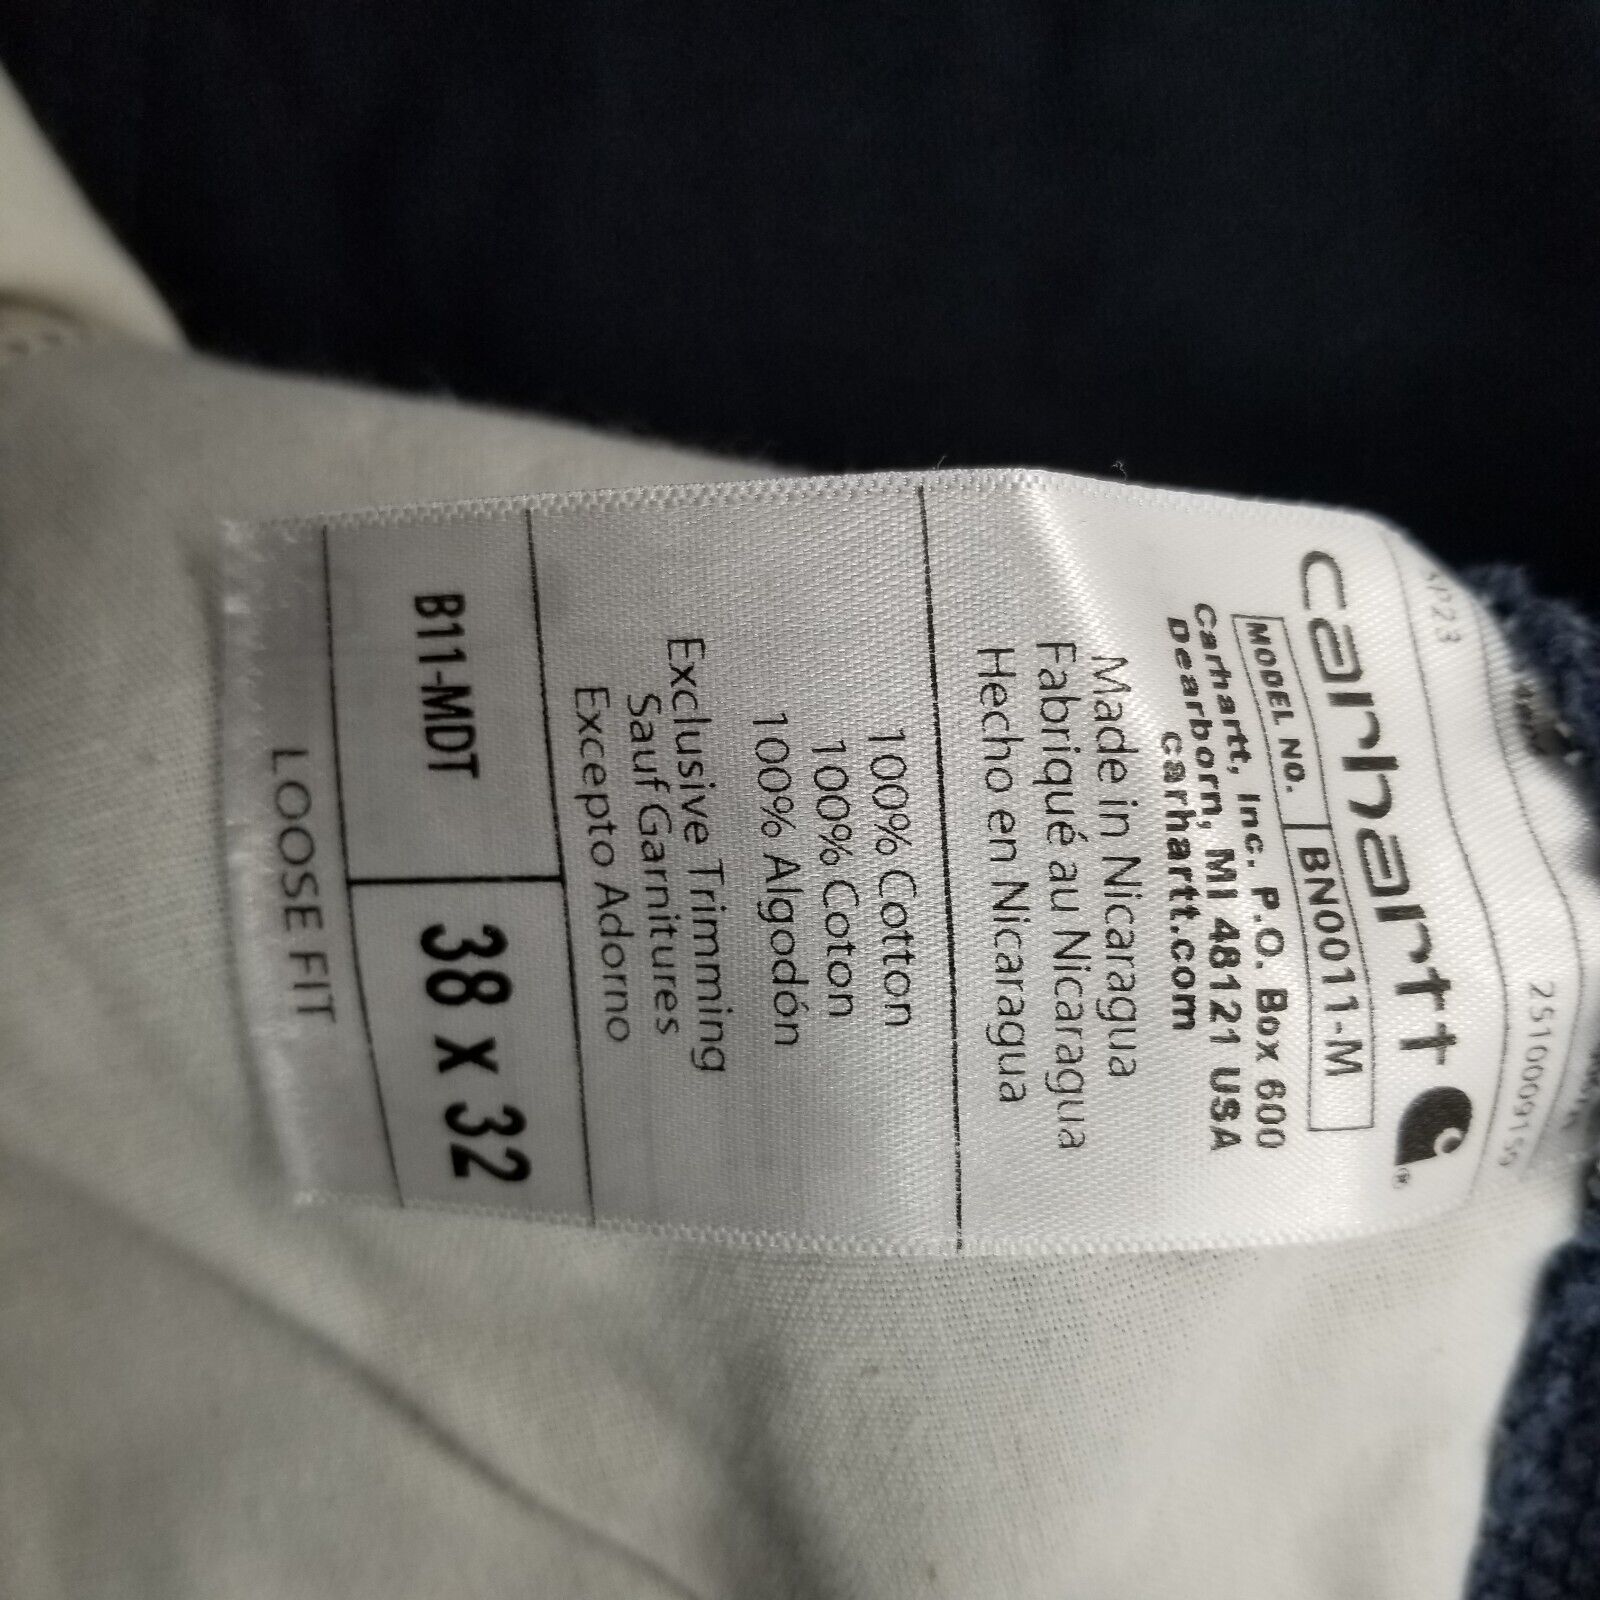 SP23
2510009159
carhartt
MODEL NO. BN0011-M
Carhartt, Inc. P.O. Box 600
Dearborn, MI 48121 USA
carhartt.com
Made in Nicaragua
Fabriqué au Nicaragua
Hecho en Nicaragua
100% Cotton
100% Coton
100% Algodón
Exclusive Trimming
Sauf Garnitures
Excepto Adorno
B11-MDT 38 x 32
LOOSE FIT